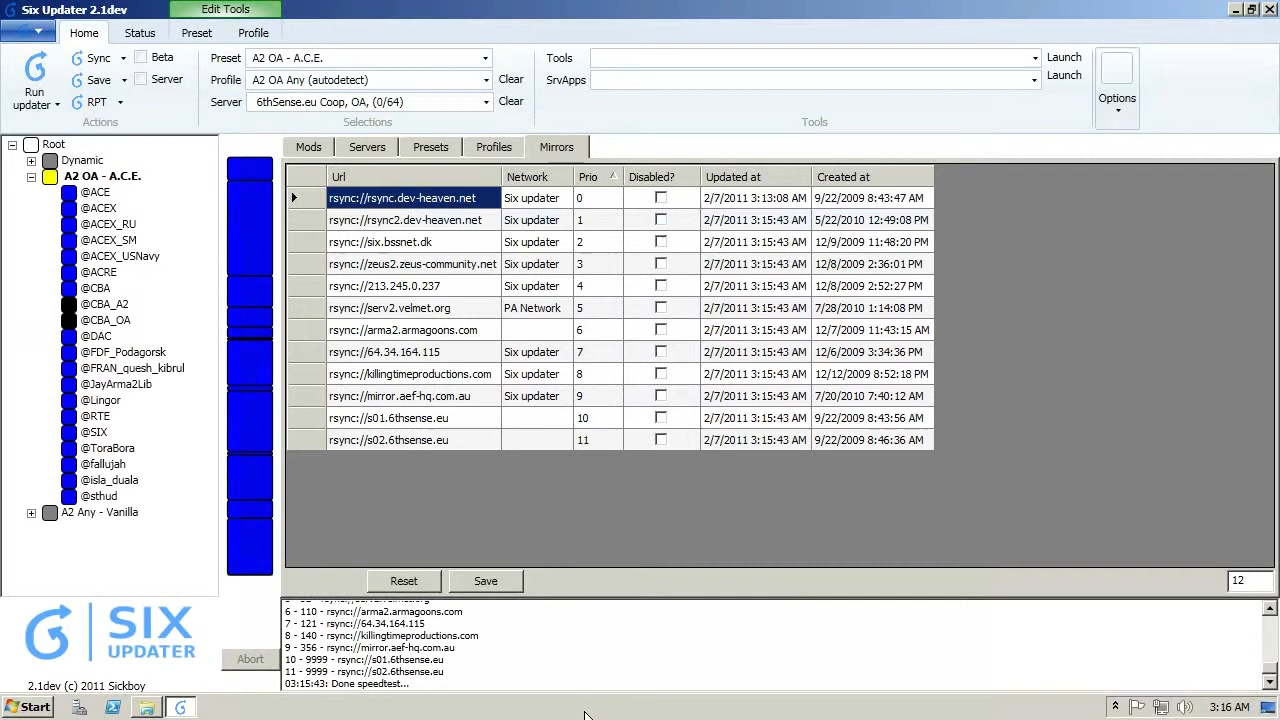 Six Updater 2.1dev
Edit Tools
Home
Status
Preset
Profile
Run updater
Sync
Beta
Save
Server
RPT
Actions
Preset A2 OA - A.C.E.
Profile A2 OA Any (autodetect) Clear
Server 6thSense.eu Coop, OA, (0/64) Clear
Selections
Tools Launch
SrvApps Launch
Tools
Options
Root
Dynamic
A2 OA - A.C.E.
@ACE
@ACEX
@ACEX_RU
@ACEX_SM
@ACEX_USNavy
@ACRE
@CBA
@CBA_A2
@CBA_OA
@DAC
@FDF_Podagorsk
@FRAN_quesh_kibrul
@JayArma2Lib
@Lingor
@RTE
@SIX
@ToraBora
@fallujah
@isla_duala
@sthud
A2 Any - Vanilla
Mods Servers Presets Profiles Mirrors
Url Network Prio Disabled? Updated at Created at
rsync://rsync.dev-heaven.net Six updater 0 2/7/2011 3:13:08 AM 9/22/2009 8:43:47 AM
rsync://rsync2.dev-heaven.net Six updater 1 2/7/2011 3:15:43 AM 5/22/2010 12:49:08 PM
rsync://six.bssnet.dk Six updater 2 2/7/2011 3:15:43 AM 12/9/2009 11:48:20 PM
rsync://zeus2.zeus-community.net Six updater 3 2/7/2011 3:15:43 AM 12/8/2009 2:36:01 PM
rsync://213.245.0.237 Six updater 4 2/7/2011 3:15:43 AM 12/8/2009 2:52:27 PM
rsync://serv2.velmet.org PA Network 5 2/7/2011 3:15:43 AM 7/28/2010 1:14:08 PM
rsync://arma2.armagoons.com 6 2/7/2011 3:15:43 AM 12/7/2009 11:43:15 AM
rsync://64.34.164.115 Six updater 7 2/7/2011 3:15:43 AM 12/6/2009 3:34:36 PM
rsync://killingtimeproductions.com Six updater 8 2/7/2011 3:15:43 AM 12/12/2009 8:52:18 PM
rsync://mirror.aef-hq.com.au Six updater 9 2/7/2011 3:15:43 AM 7/20/2010 7:40:12 AM
rsync://s01.6thsense.eu 10 2/7/2011 3:15:43 AM 9/22/2009 8:43:56 AM
rsync://s02.6thsense.eu 11 2/7/2011 3:15:43 AM 9/22/2009 8:46:36 AM
Reset Save 12
6 - 110 - rsync://arma2.armagoons.com
7 - 121 - rsync://64.34.164.115
8 - 140 - rsync://killingtimeproductions.com
9 - 356 - rsync://mirror.aef-hq.com.au
10 - 9999 - rsync://s01.6thsense.eu
11 - 9999 - rsync://s02.6thsense.eu
03:15:43: Done speedtest...
SIX
UPDATER
Abort
2.1dev (c) 2011 Sickboy
Start
3:16 AM